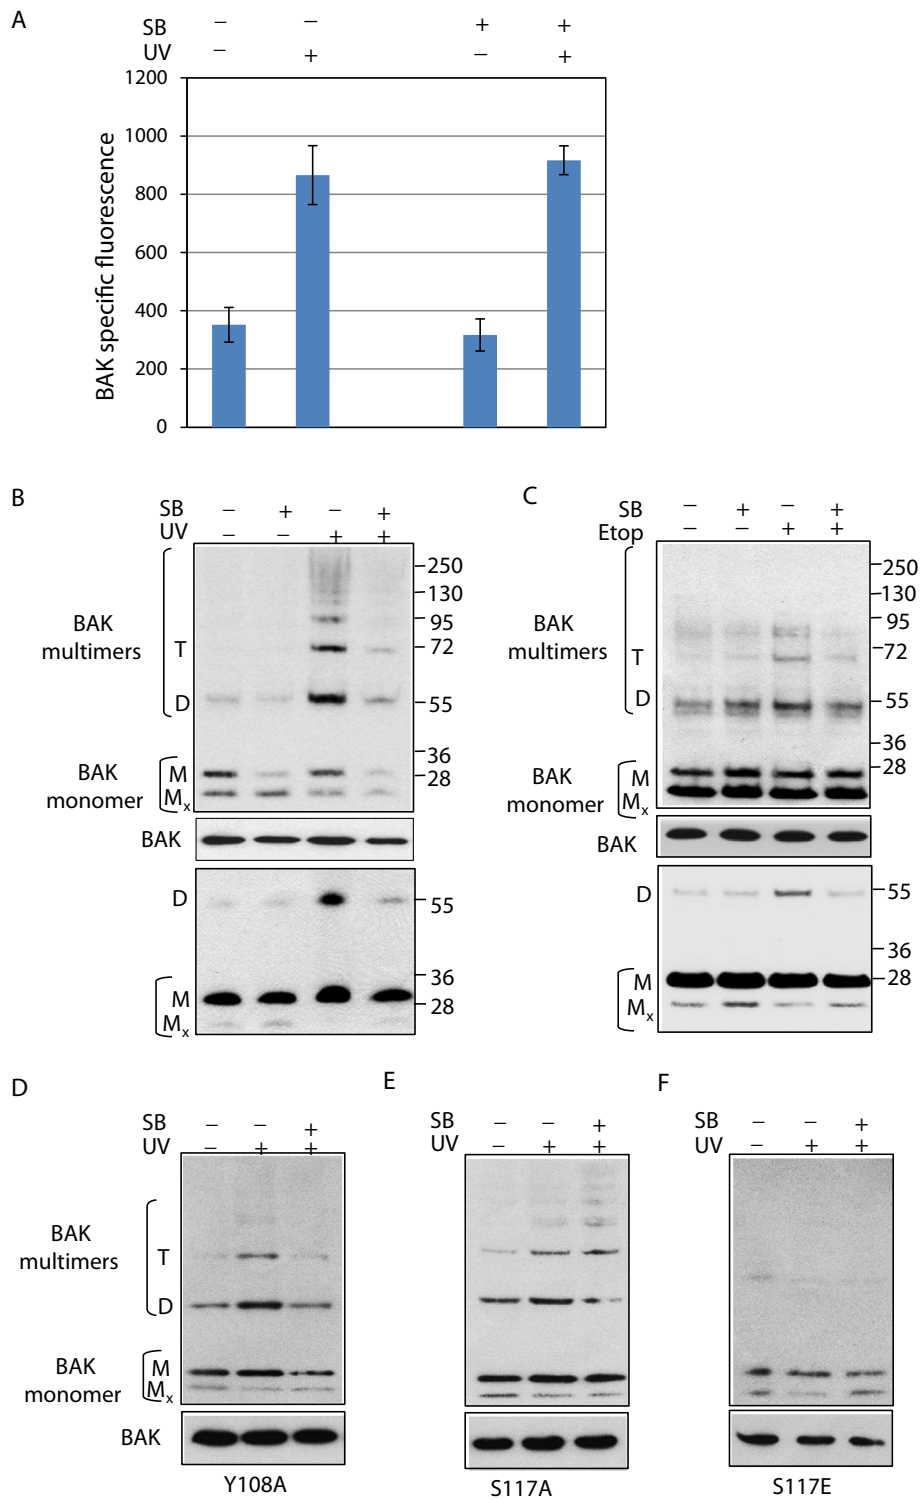 A
SB – – + +
UV – + – +
1200
1000
800
600
400
200
0
BAK specific fluorescence
B
SB – + – +
UV – – + +
250
130
95
72
55
36
28
BAK
multimers
T
D
BAK
monomer
M
Mx
BAK
D
55
36
28
M
Mx
C
SB – + – +
Etop – – + +
250
130
95
72
55
36
28
BAK
multimers
T
D
BAK
monomer
M
Mx
BAK
D
55
36
28
M
Mx
D
SB – – +
UV – + +
BAK
multimers
T
D
BAK
monomer
M
Mx
BAK
Y108A
E
SB – – +
UV – + +
S117A
F
SB – – +
UV – + +
S117E